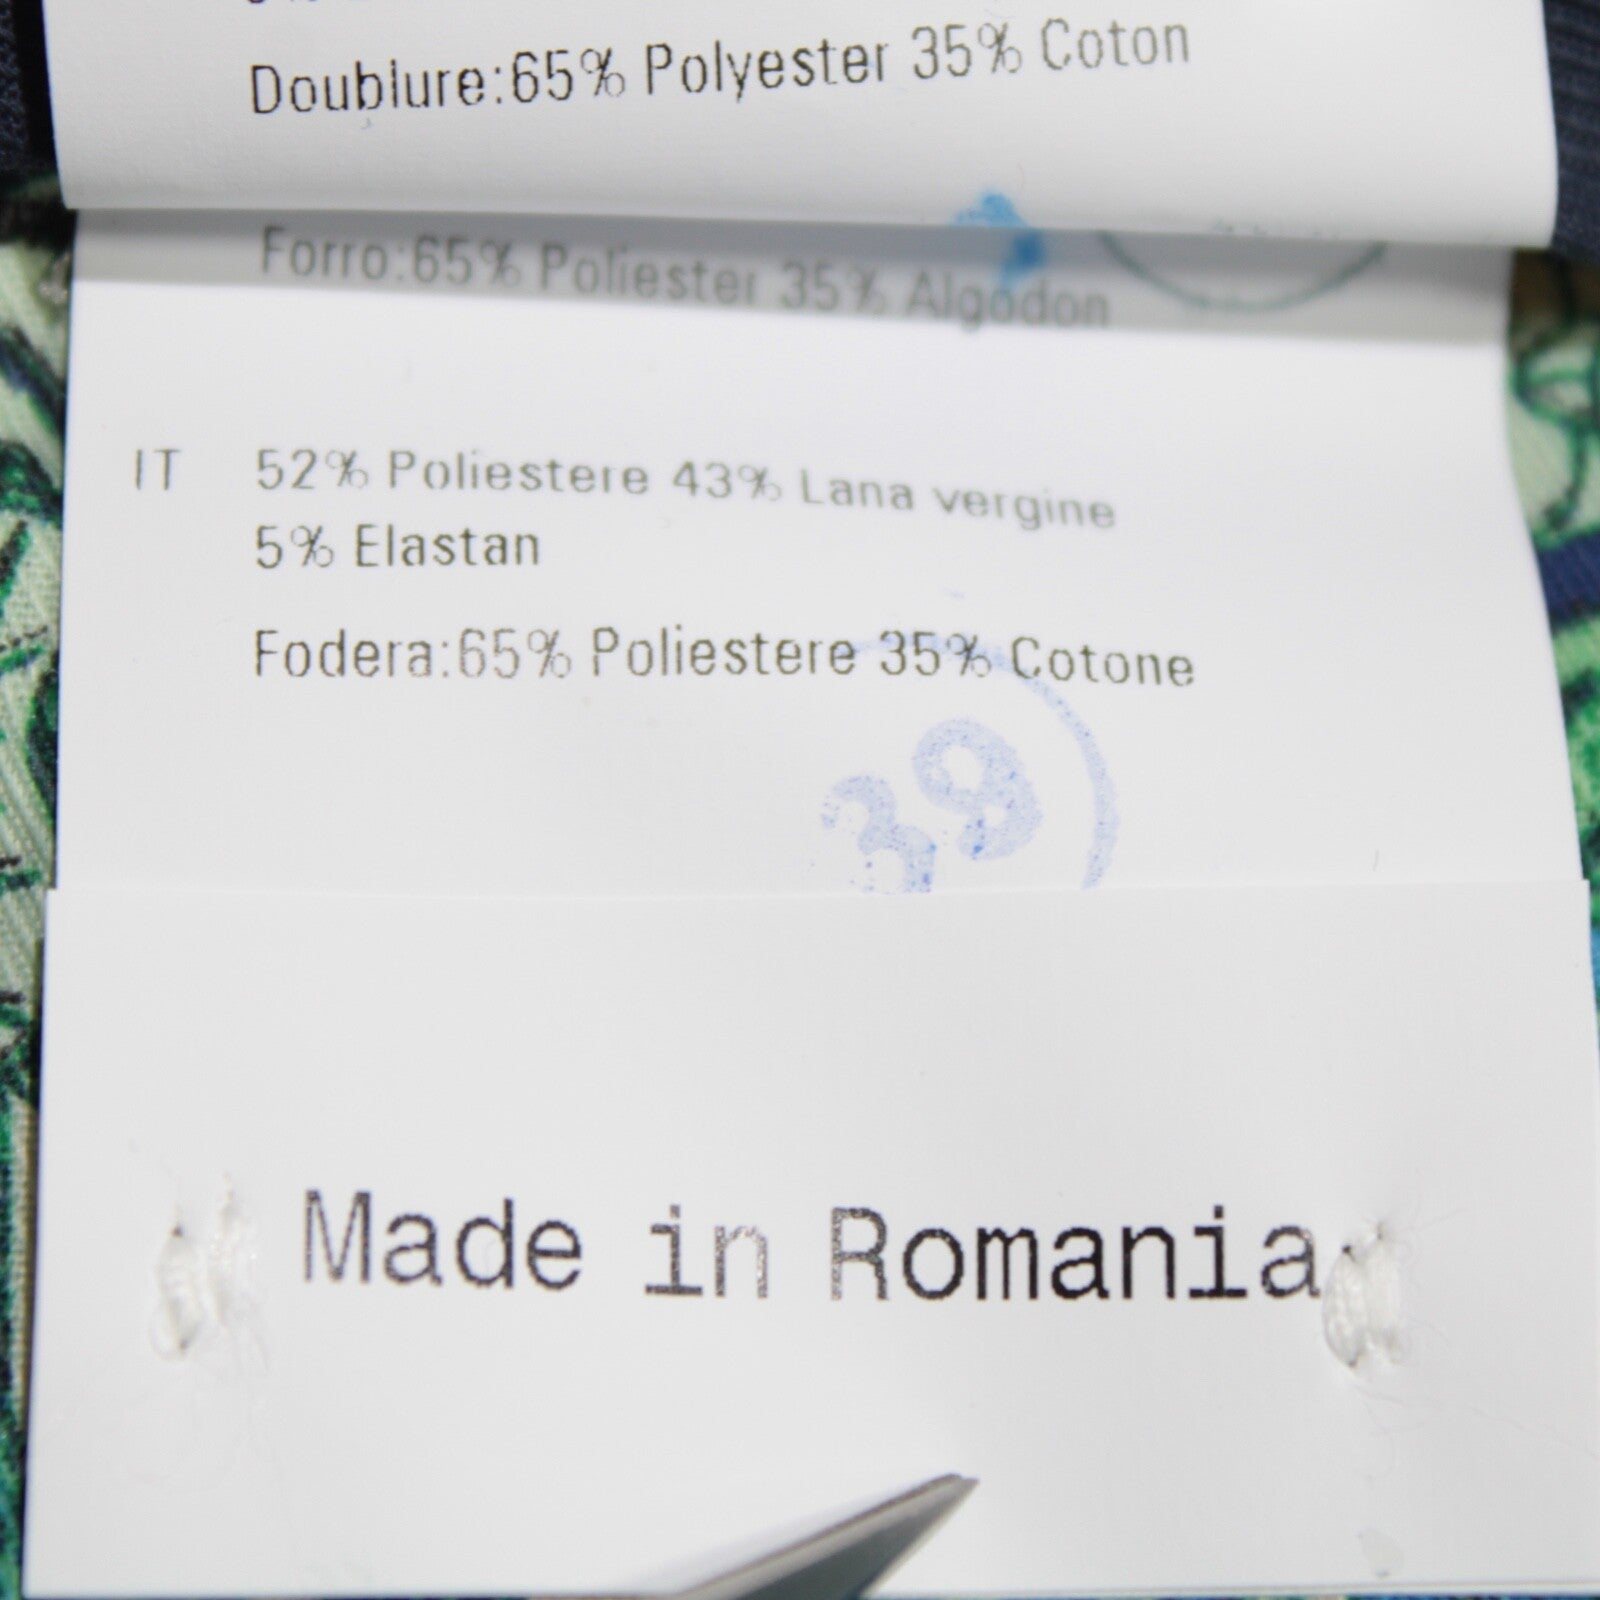 Doublure:65% Polyester 35% Coton
Forro:65% Poliester 35% Algodon
IT 52% Poliestere 43% Lana vergine
5% Elastan
Fodera:65% Poliestere 35% Cotone
39
Made in Romania